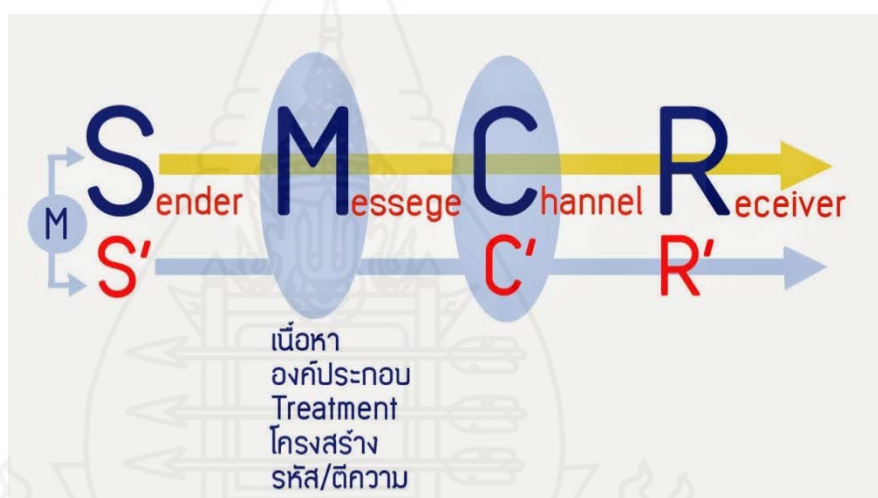 Sender Messege Channel Receiver
M
S' C' R'
เนื้อหา
องค์ประกอบ
Treatment
โครงสร้าง
รหัส/ตีความ